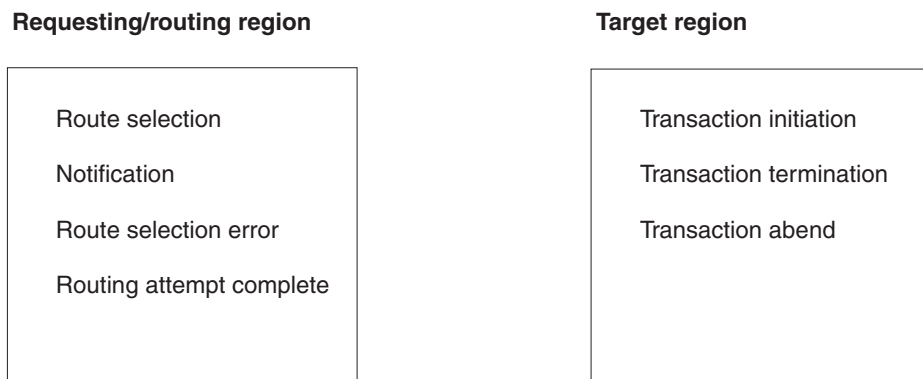 Requesting/routing region
Route selection
Notification
Route selection error
Routing attempt complete
Target region
Transaction initiation
Transaction termination
Transaction abend